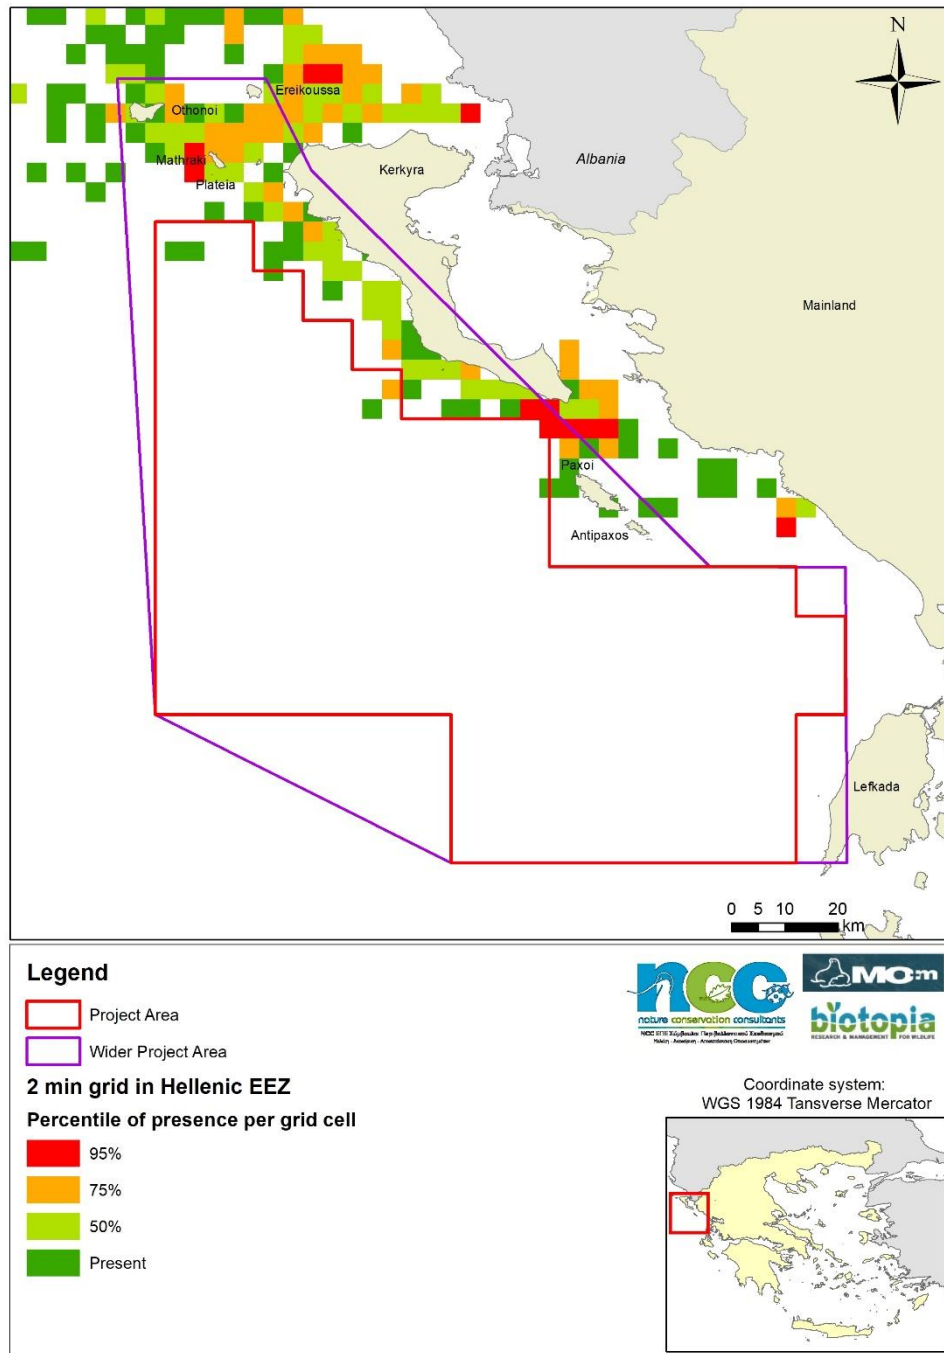 N
Ereikoussa
Othonoi
Albania
Mathraki
Kerkyra
Plateia
Mainland
Paxoi
Antipaxos
Lefkada
0 5 10 20
km
Legend
Project Area
Wider Project Area
2 min grid in Hellenic EEZ
Percentile of presence per grid cell
95%
75%
50%
Present
ncc
nature conservation consultants
MOm
biotopia
RESEARCH & MANAGEMENT FOR WILDLIFE
Coordinate system:
WGS 1984 Tansverse Mercator